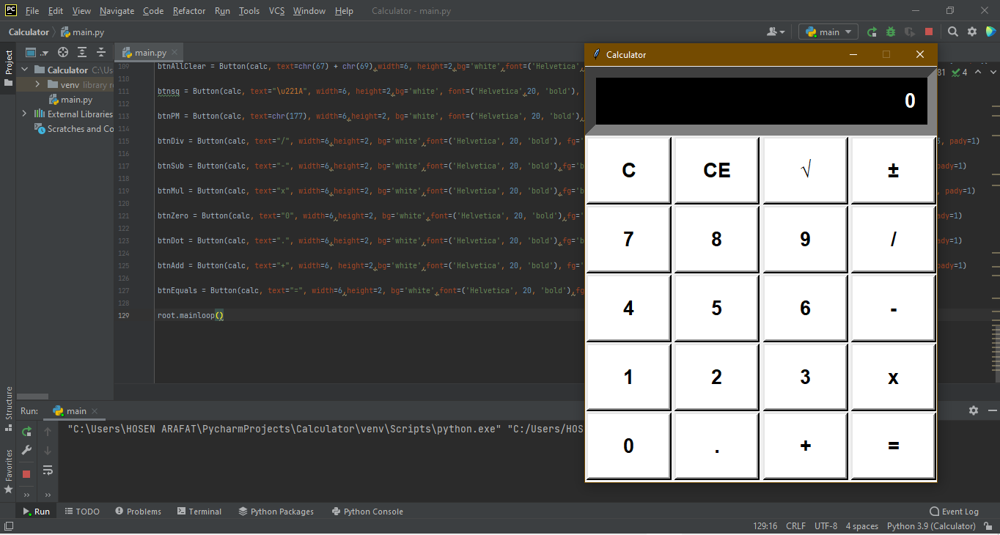 PC File Edit View Navigate Code Refactor Run Tools VCS Window Help Calculator - main.py
Calculator main.py main
Project .. main.py
Calculator C:\Us
venv library r
main.py
External Libraries
Scratches and Co
109 btnAllClear = Button(calc, text=chr(67) + chr(69),width=6, height=2,bg='white',font=('Helvetica',
110
111 btnsq = Button(calc, text="\u221A", width=6, height=2,bg='white', font=('Helvetica',20, 'bold'),
112
113 btnPM = Button(calc, text=chr(177), width=6,height=2, bg='white', font=('Helvetica', 20, 'bold'),
114
115 btnDiv = Button(calc, text="/", width=6,height=2, bg='white',font=('Helvetica', 20, 'bold'), fg='
116
117 btnSub = Button(calc, text="-", width=6,height=2, bg='white',font=('Helvetica', 20, 'bold'),fg='b
118
119 btnMul = Button(calc, text="x", width=6,height=2, bg='white',font=('Helvetica', 20, 'bold'),fg='b
120
121 btnZero = Button(calc, text="0", width=6,height=2, bg='white',font=('Helvetica', 20, 'bold'),fg='
122
123 btnDot = Button(calc, text=".", width=6,height=2, bg='white',font=('Helvetica', 20, 'bold'),fg='b
124
125 btnAdd = Button(calc, text="+", width=6, height=2,bg='white',font=('Helvetica', 20, 'bold'), fg='
126
127 btnEquals = Button(calc, text="=", width=6,height=2, bg='white',font=('Helvetica', 20, 'bold'),fg
128
129 root.mainloop()
81 4
3, pady=1)
pady=1)
, pady=1)
ady=1)
ady=1)
pady=1)
Calculator
0
C CE √ ±
7 8 9 /
4 5 6 -
1 2 3 x
0 . + =
Structure
Favorites
Run: main
"C:\Users\HOSEN ARAFAT\PycharmProjects\Calculator\venv\Scripts\python.exe" "C:/Users/HOS
Run TODO Problems Terminal Python Packages Python Console Event Log
129:16 CRLF UTF-8 4 spaces Python 3.9 (Calculator)